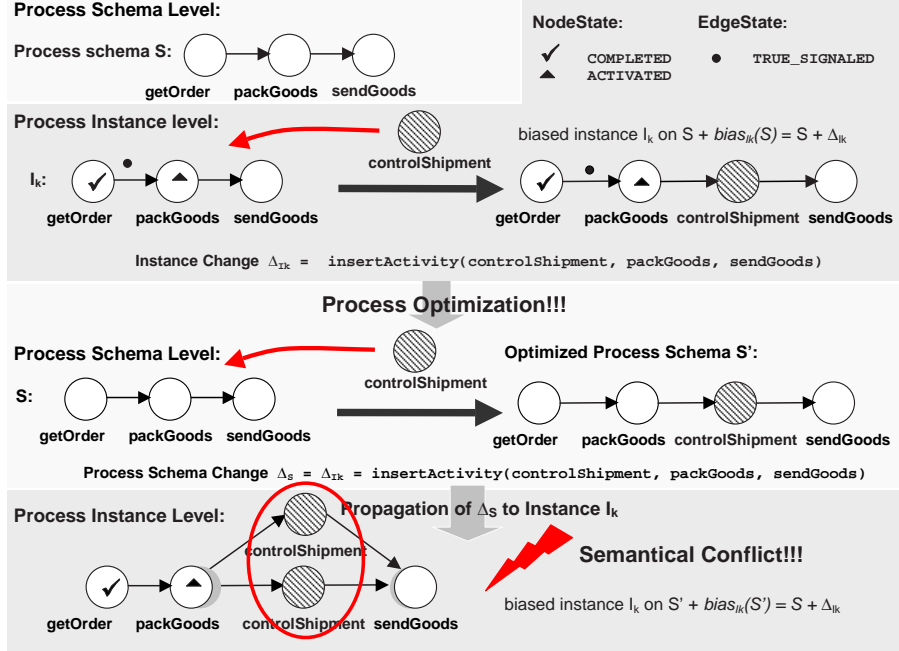 Process Schema Level:
Process schema S:
getOrder packGoods sendGoods
NodeState: EdgeState:
COMPLETED TRUE_SIGNALED
ACTIVATED
Process Instance level:
controlShipment
biased instance Ik on S + biasIk(S) = S + ΔIk
Ik:
getOrder packGoods sendGoods
getOrder packGoods controlShipment sendGoods
Instance Change ΔIk = insertActivity(controlShipment, packGoods, sendGoods)
Process Optimization!!!
Process Schema Level:
controlShipment
Optimized Process Schema S’:
S:
getOrder packGoods sendGoods
getOrder packGoods controlShipment sendGoods
Process Schema Change ΔS = ΔIk = insertActivity(controlShipment, packGoods, sendGoods)
Process Instance Level:
Propagation of ΔS to Instance Ik
controlShipment
Semantical Conflict!!!
getOrder packGoods controlShipment sendGoods
biased instance Ik on S’ + biasIk(S’) = S + ΔIk